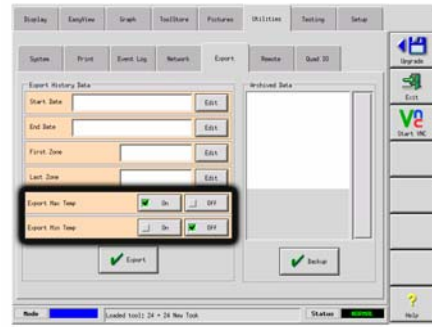 Display EasyView Graph ToolStore Pictures Utilities Testing Setup
System Print Event Log Network Export Remote Quad IO
Export History Data
Archived Data
Start Date Edit
End Date Edit
First Zone Edit
Last Zone Edit
Export Max Temp On Off
Export Min Temp On Off
Export
Backup
Upgrade
Exit
Start VNC
Help
Mode
Loaded tool: 24 - 24 New Tool
Status NORMAL